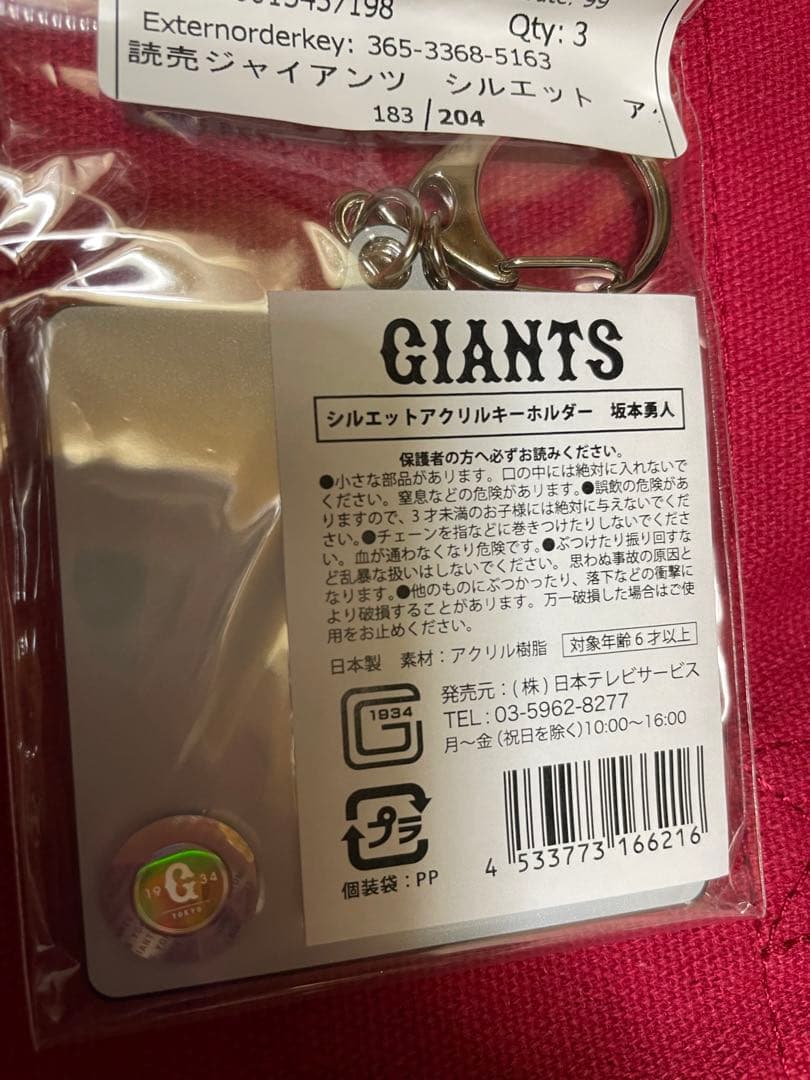 Externorderkey: 365-3368-5163
Qty: 3
読売ジャイアンツ シルエット
183/204
GIANTS
シルエットアクリルキーホルダー 坂本勇人
保護者の方へ必ずお読みください。
●小さな部品があります。口の中には絶対に入れないで
ください。窒息などの危険があります。●誤飲の危険があ
りますので、3才未満のお子様には絶対に与えないでくだ
さい。●チェーンを指などに巻きつけたりしないでくださ
い。血が通わなくなり危険です。●ぶつけたり振り回すな
ど乱暴な扱いはしないでください。思わぬ事故の原因と
なります。●他のものにぶつかったり、落下などの衝撃に
より破損することがあります。万一破損した場合はご使
用をお止めください。
日本製 素材：アクリル樹脂 対象年齢6才以上
1934
発売元：(株)日本テレビサービス
TEL：03-5962-8277
月〜金（祝日を除く）10:00〜16:00
プラ
個装袋：PP
4 533773 166216
19 G 34
TOKYO